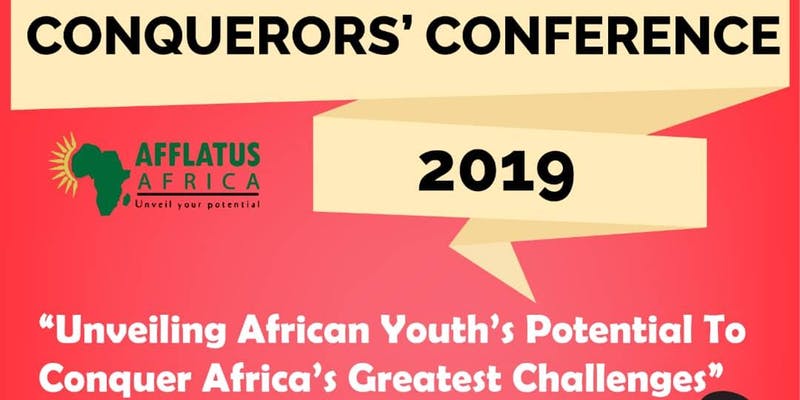 CONQUERORS’ CONFERENCE
2019
AFFLATUS
AFRICA
Unveil your potential
“Unveiling African Youth’s Potential To
Conquer Africa’s Greatest Challenges”